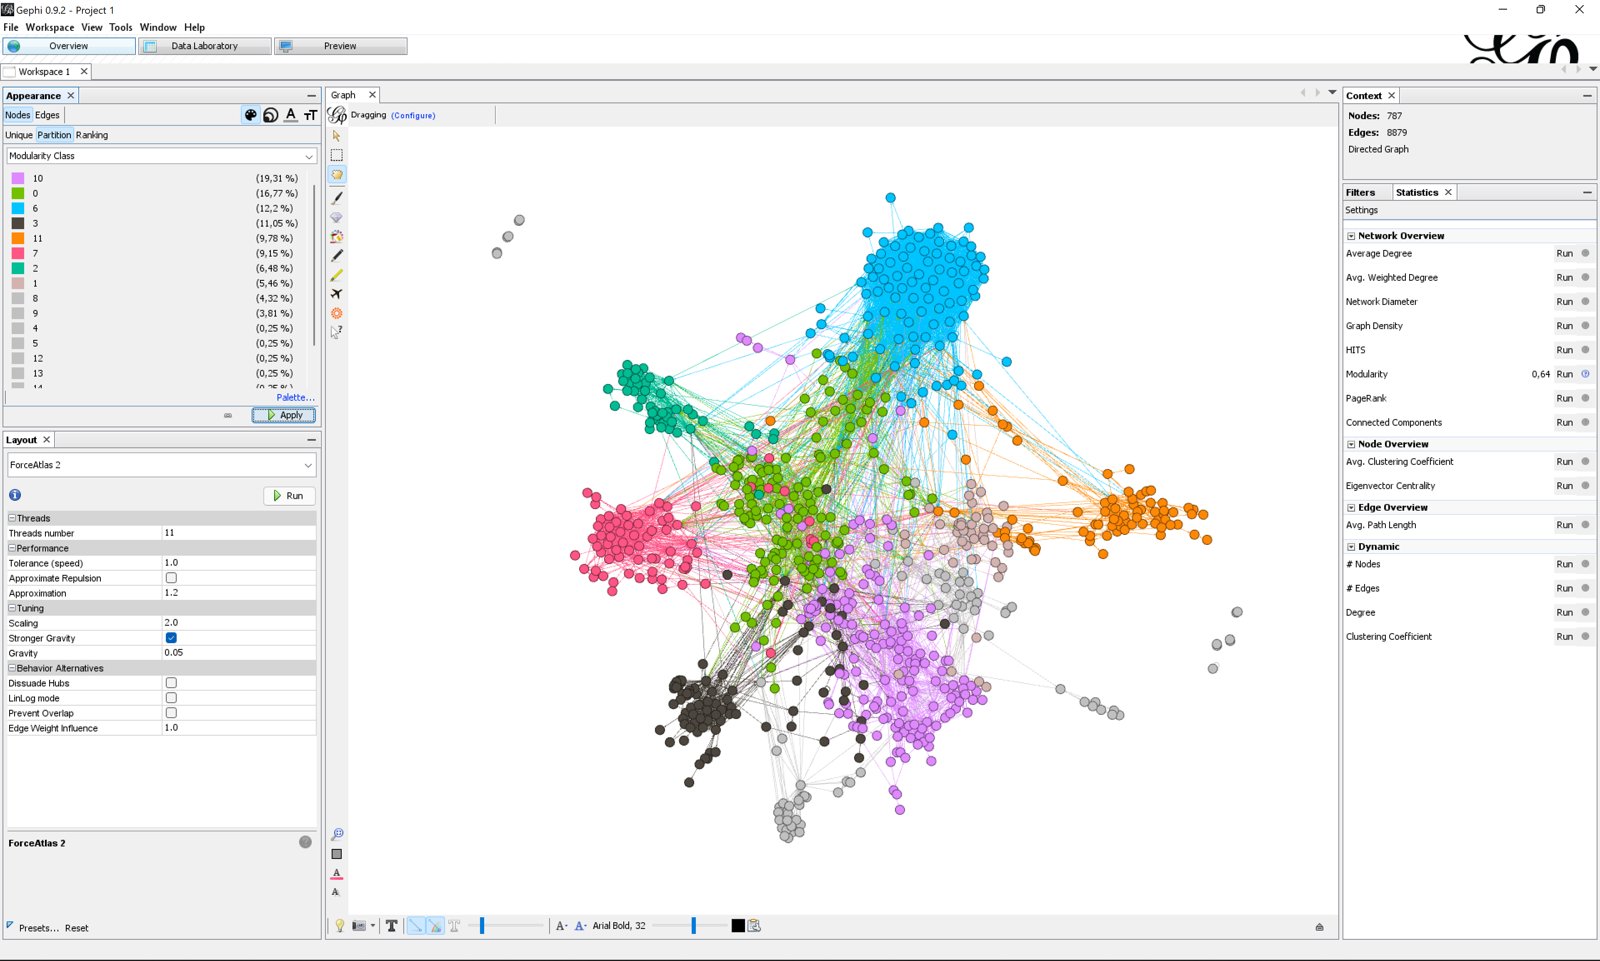 Gephi 0.9.2 - Project 1
File Workspace View Tools Window Help
Overview
Data Laboratory
Preview
Workspace 1
Appearance
Nodes Edges
Unique Partition Ranking
Modularity Class
10 (19,31 %)
0 (16,77 %)
6 (12,2 %)
3 (11,05 %)
11 (9,78 %)
7 (9,15 %)
2 (6,48 %)
1 (5,46 %)
8 (4,32 %)
9 (3,81 %)
4 (0,25 %)
5 (0,25 %)
12 (0,25 %)
13 (0,25 %)
14 (0,25 %)
Palette...
Apply
Layout
ForceAtlas 2
Run
Threads
Threads number 11
Performance
Tolerance (speed) 1.0
Approximate Repulsion
Approximation 1.2
Tuning
Scaling 2.0
Stronger Gravity
Gravity 0.05
Behavior Alternatives
Dissuade Hubs
LinLog mode
Prevent Overlap
Edge Weight Influence 1.0
ForceAtlas 2
Presets... Reset
Graph
Dragging (Configure)
Arial Bold, 32
Context
Nodes: 787
Edges: 8879
Directed Graph
Filters Statistics
Settings
Network Overview
Average Degree Run
Avg. Weighted Degree Run
Network Diameter Run
Graph Density Run
HITS Run
Modularity 0,64 Run
PageRank Run
Connected Components Run
Node Overview
Avg. Clustering Coefficient Run
Eigenvector Centrality Run
Edge Overview
Avg. Path Length Run
Dynamic
# Nodes Run
# Edges Run
Degree Run
Clustering Coefficient Run